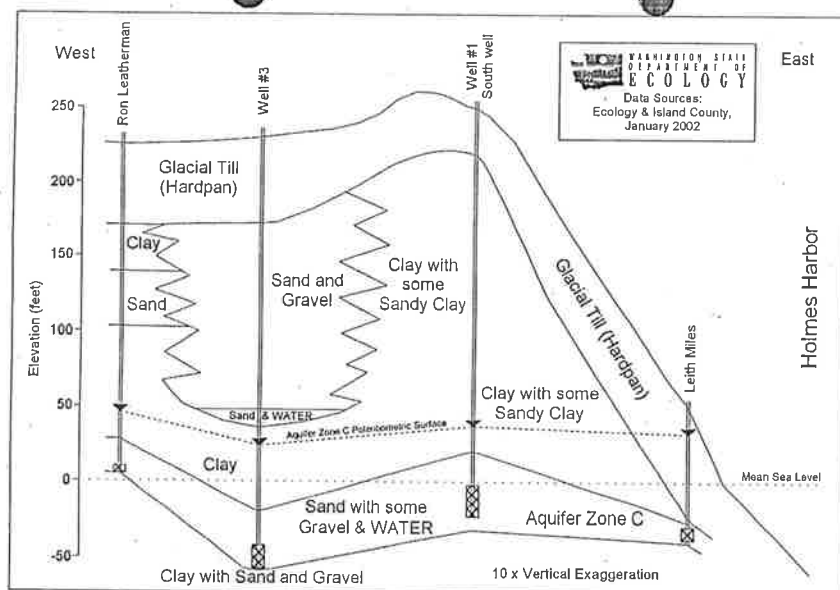 West
East
Ron Leatherman
Well #3
Well #1
South well
WASHINGTON STATE
DEPARTMENT OF
ECOLOGY
Data Sources:
Ecology & Island County,
January 2002
Elevation (feet)
250
200
150
100
50
0
-50
Glacial Till
(Hardpan)
Clay
Sand
Sand and
Gravel
Clay with
some
Sandy Clay
Glacial Till (Hardpan)
Holmes Harbor
Leith Miles
Sand & WATER
Clay with some
Sandy Clay
Aquifer Zone C Potentiometric Surface
Clay
Mean Sea Level
Sand with some
Gravel & WATER
Aquifer Zone C
Clay with Sand and Gravel
10 x Vertical Exaggeration